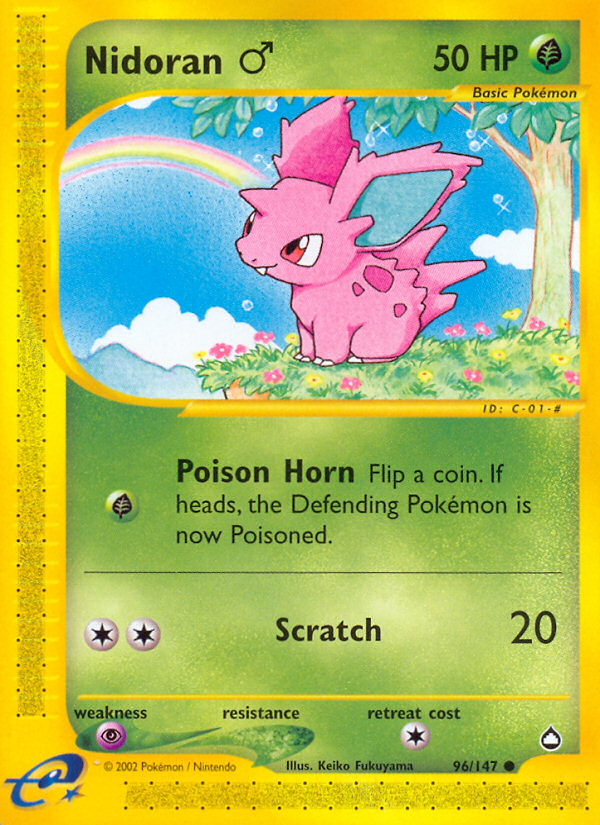 Nidoran ♂ 50 HP
Basic Pokémon
ID: C-01-#
Poison Horn Flip a coin. If
heads, the Defending Pokémon is
now Poisoned.
Scratch 20
weakness resistance retreat cost
© 2002 Pokémon / Nintendo Illus. Keiko Fukuyama 96/147
e